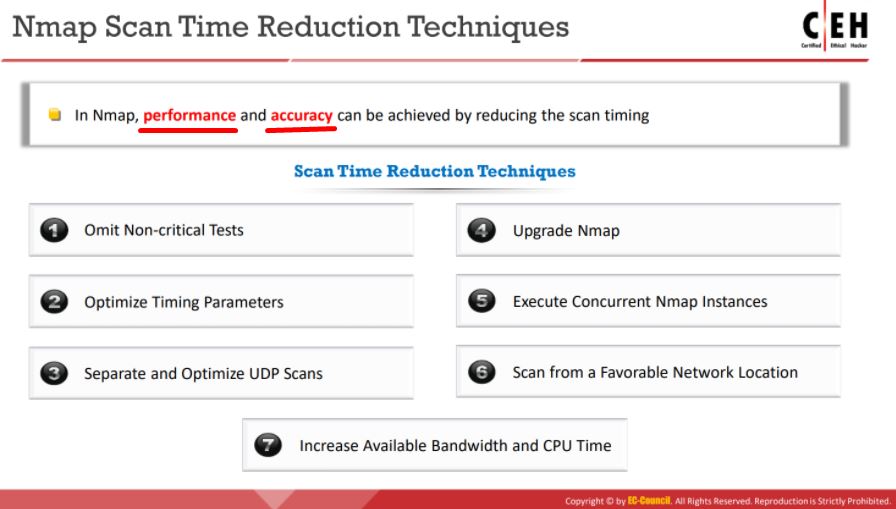 Nmap Scan Time Reduction Techniques
C|EH
Certified Ethical Hacker
In Nmap, performance and accuracy can be achieved by reducing the scan timing
Scan Time Reduction Techniques
1 Omit Non-critical Tests
2 Optimize Timing Parameters
3 Separate and Optimize UDP Scans
4 Upgrade Nmap
5 Execute Concurrent Nmap Instances
6 Scan from a Favorable Network Location
7 Increase Available Bandwidth and CPU Time
Copyright © by EC-Council. All Rights Reserved. Reproduction is Strictly Prohibited.